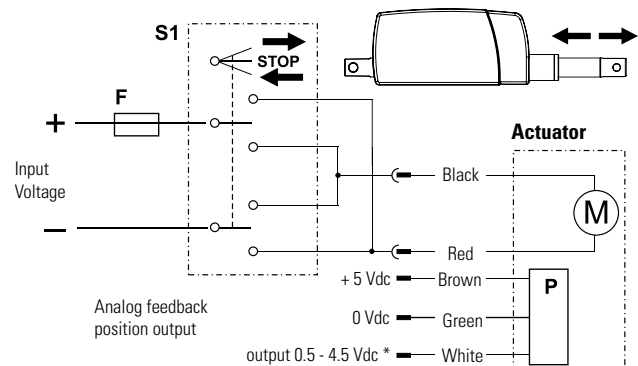 S1
STOP
F
+
Input
Voltage
–
Actuator
Black
M
Red
+ 5 Vdc
Brown
P
Analog feedback
position output
0 Vdc
Green
output 0.5 - 4.5 Vdc *
White